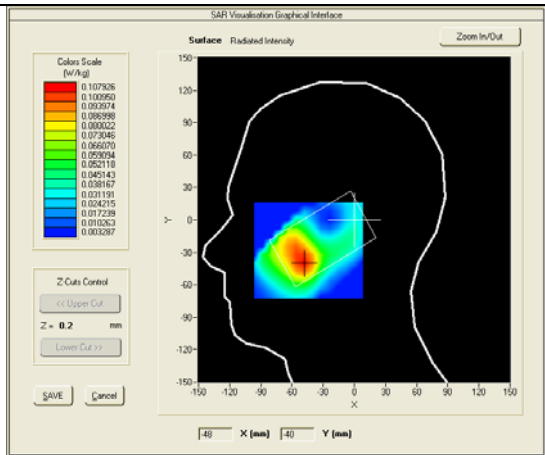 SAR Visualisation Graphical Interface
Surface Radiated Intensity
Zoom In/Out
Colors Scale
(W/kg)
0.107926
0.100950
0.093974
0.086998
0.080022
0.073046
0.066070
0.059094
0.052118
0.045143
0.038167
0.031191
0.024215
0.017239
0.010263
0.003287
Z Cuts Control
<< Upper Cut
Z = 0.2 mm
Lower Cut >>
SAVE
Cancel
150-
120-
90-
60-
30-
0-
-30-
-60-
-90-
-120-
-150-
Y
-150 -120 -90 -60 -30 0 30 60 90 120 150
X
-48 X (mm) -40 Y (mm)